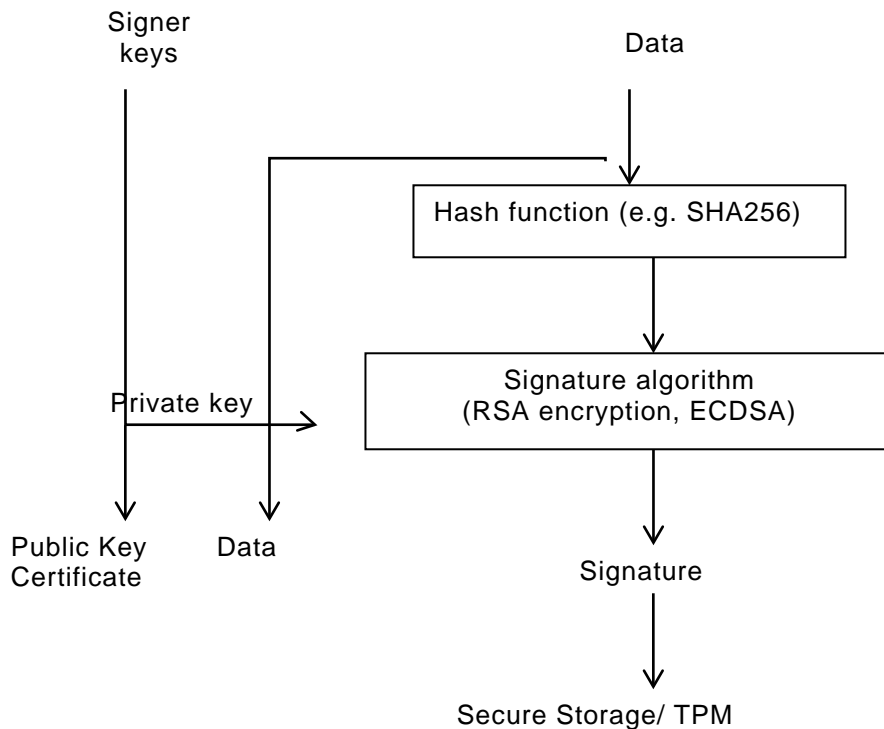 Signer
keys
Data
Hash function (e.g. SHA256)
Signature algorithm
(RSA encryption, ECDSA)
Private key
Public Key
Certificate
Data
Signature
Secure Storage/ TPM